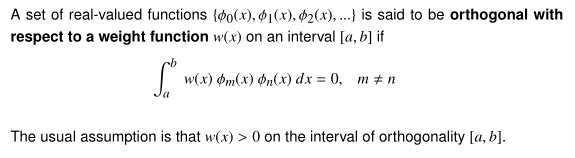 A set of real-valued functions {ϕ₀(x), ϕ₁(x), ϕ₂(x), ...} is said to be orthogonal with
respect to a weight function w(x) on an interval [a, b] if
∫ₐᵇ w(x) ϕₘ(x) ϕₙ(x) dx = 0, m ≠ n
The usual assumption is that w(x) > 0 on the interval of orthogonality [a, b].